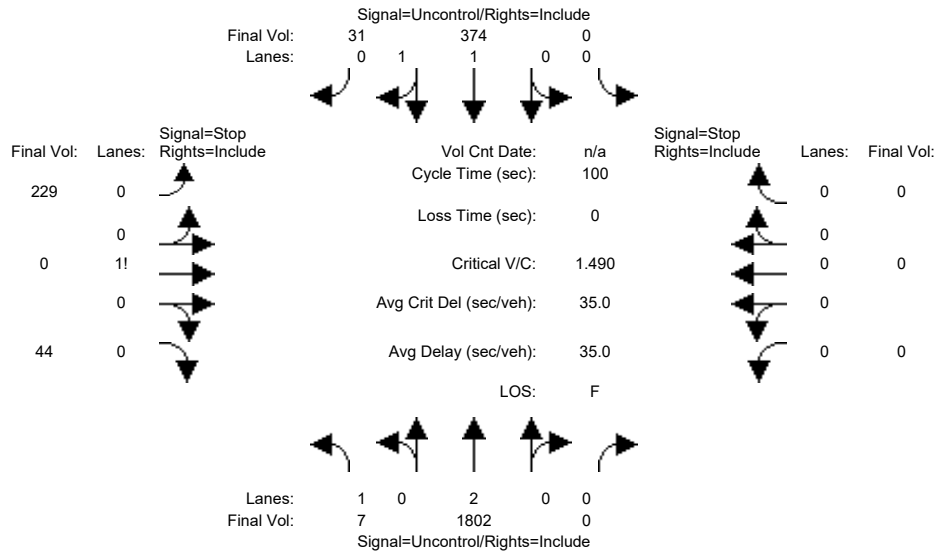 Signal=Uncontrol/Rights=Include
Final Vol: 31 374 0
Lanes: 0 1 1 0 0
Signal=Stop
Final Vol: Lanes: Rights=Include
Vol Cnt Date: n/a
Signal=Stop
Rights=Include Lanes: Final Vol:
Cycle Time (sec): 100
229 0
0 0
Loss Time (sec): 0
0
0
0 1!
Critical V/C: 1.490
0 0
0
Avg Crit Del (sec/veh): 35.0
0
44 0
Avg Delay (sec/veh): 35.0
0 0
LOS: F
Lanes: 1 0 2 0 0
Final Vol: 7 1802 0
Signal=Uncontrol/Rights=Include